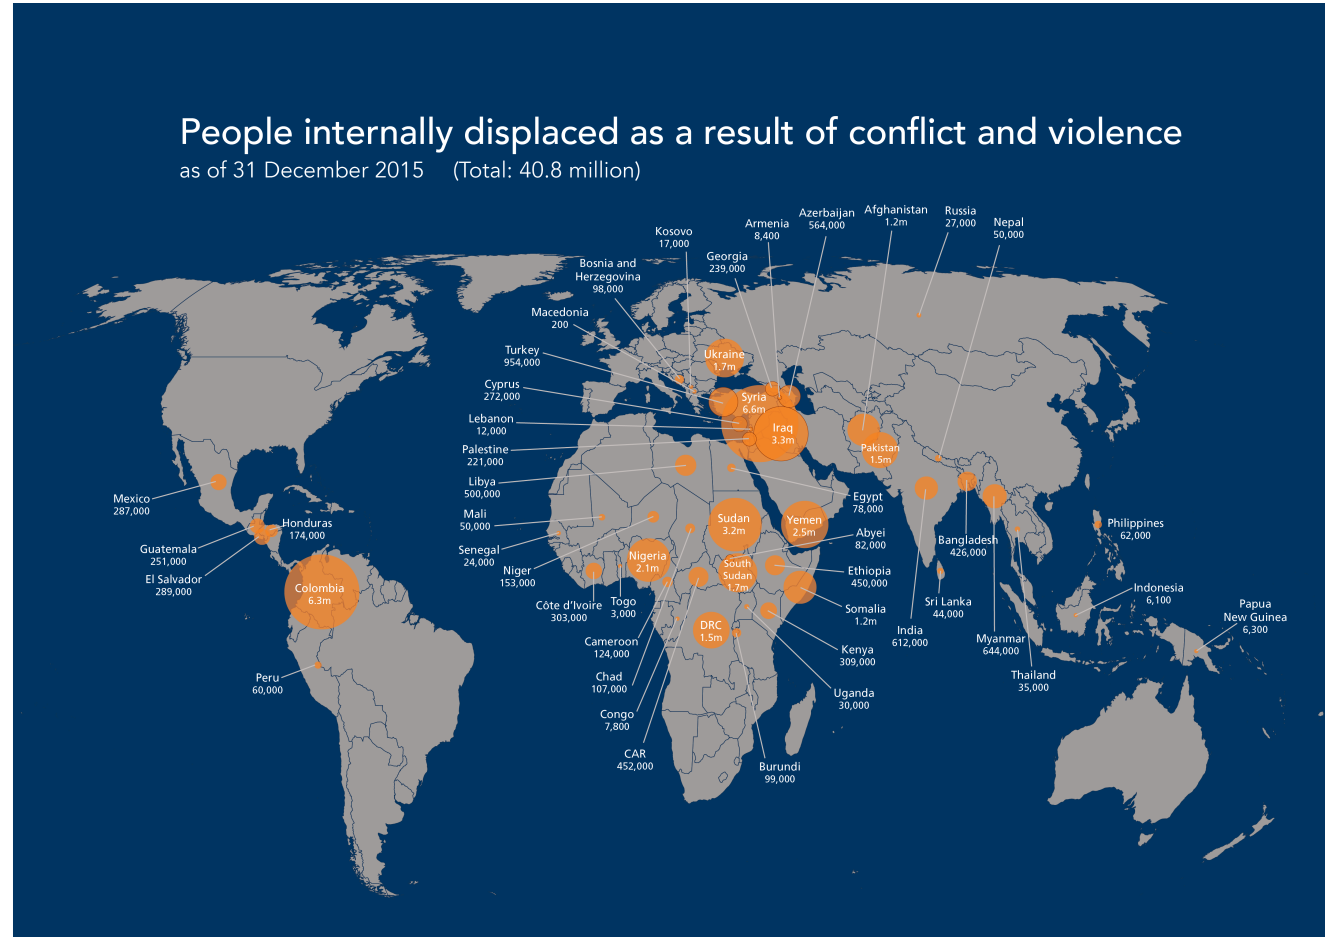 People internally displaced as a result of conflict and violence
as of 31 December 2015 (Total: 40.8 million)
Kosovo
17,000
Armenia
8,400
Azerbaijan
564,000
Afghanistan
1.2m
Russia
27,000
Nepal
50,000
Georgia
239,000
Bosnia and
Herzegovina
98,000
Macedonia
200
Turkey
954,000
Cyprus
272,000
Lebanon
12,000
Palestine
221,000
Libya
500,000
Mali
50,000
Senegal
24,000
Niger
153,000
Côte d’Ivoire
303,000
Togo
3,000
Cameroon
124,000
Chad
107,000
Congo
7,800
CAR
452,000
Ukraine
1.7m
Syria
6.6m
Iraq
3.3m
Pakistan
1.5m
Mexico
287,000
Honduras
174,000
Guatemala
251,000
El Salvador
289,000
Colombia
6.3m
Peru
60,000
Sudan
3.2m
Yemen
2.5m
Nigeria
2.1m
South
Sudan
1.7m
DRC
1.5m
Egypt
78,000
Abyei
82,000
Ethiopia
450,000
Somalia
1.2m
Kenya
309,000
Uganda
30,000
Burundi
99,000
Bangladesh
426,000
Philippines
62,000
Sri Lanka
44,000
India
612,000
Myanmar
644,000
Thailand
35,000
Indonesia
6,100
Papua
New Guinea
6,300